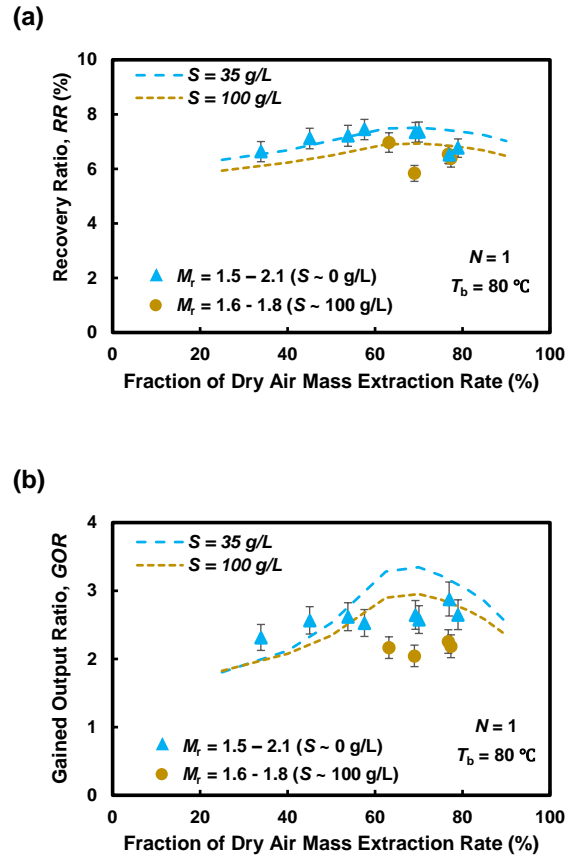 (a)
10
8
6
4
2
0
Recovery Ratio, RR (%)
S = 35 g/L
S = 100 g/L
Mr = 1.5 – 2.1 (S ~ 0 g/L)
Mr = 1.6 - 1.8 (S ~ 100 g/L)
N = 1
Tb = 80 ℃
0 20 40 60 80 100
Fraction of Dry Air Mass Extraction Rate (%)
(b)
4
3
2
1
0
Gained Output Ratio, GOR
S = 35 g/L
S = 100 g/L
Mr = 1.5 – 2.1 (S ~ 0 g/L)
Mr = 1.6 - 1.8 (S ~ 100 g/L)
N = 1
Tb = 80 ℃
0 20 40 60 80 100
Fraction of Dry Air Mass Extraction Rate (%)